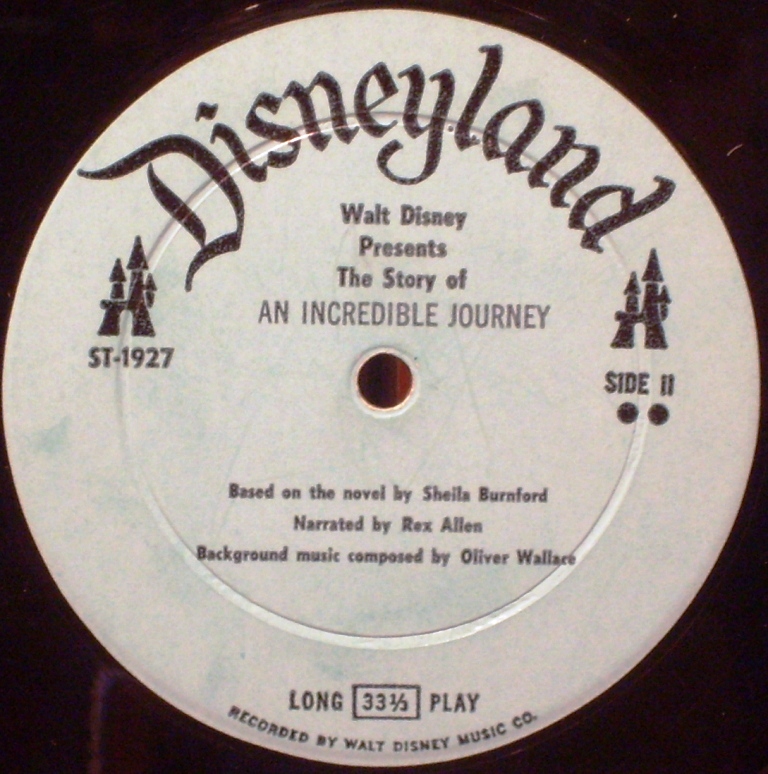 Disneyland
Walt Disney
Presents
The Story of
AN INCREDIBLE JOURNEY
ST-1927
SIDE II
Based on the novel by Sheila Burnford
Narrated by Rex Allen
Background music composed by Oliver Wallace
LONG 33⅓ PLAY
RECORDED BY WALT DISNEY MUSIC CO.